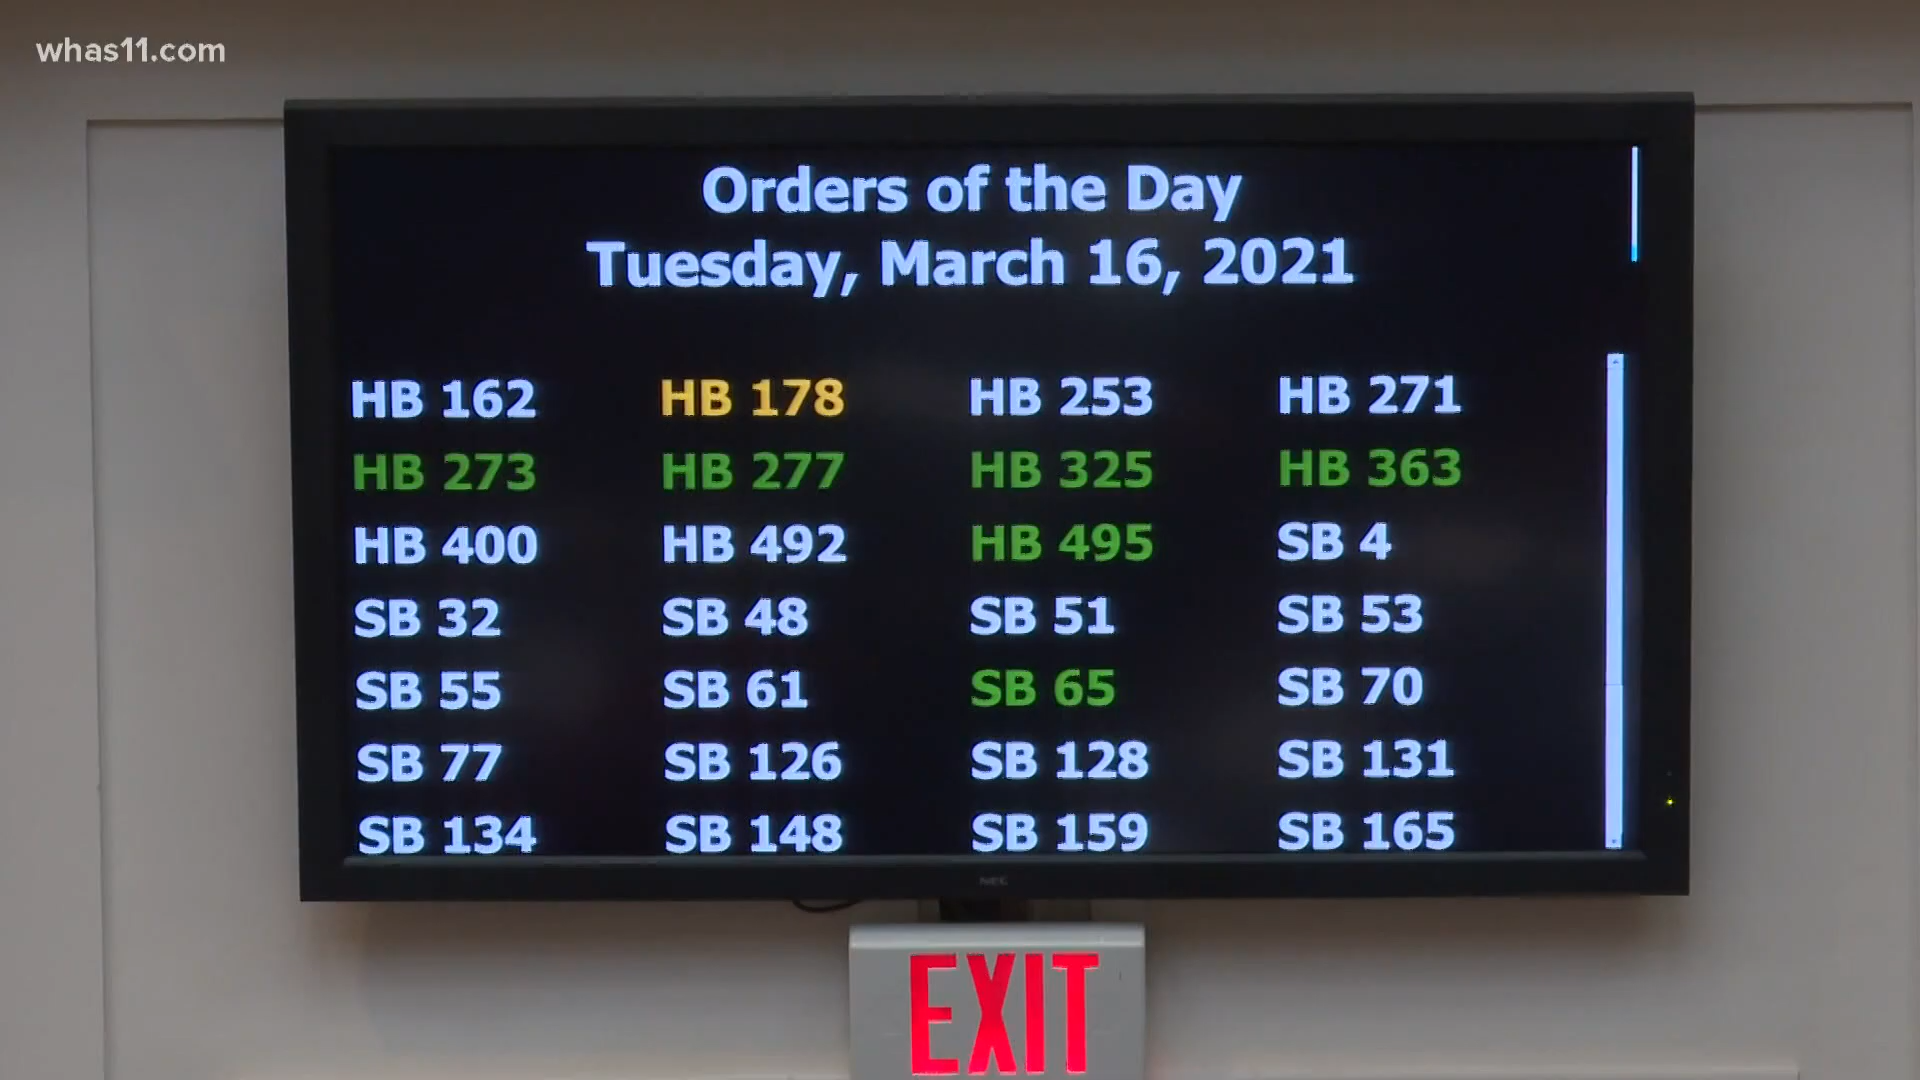 whas11.com
Orders of the Day
Tuesday, March 16, 2021
HB 162 HB 178 HB 253 HB 271
HB 273 HB 277 HB 325 HB 363
HB 400 HB 492 HB 495 SB 4
SB 32 SB 48 SB 51 SB 53
SB 55 SB 61 SB 65 SB 70
SB 77 SB 126 SB 128 SB 131
SB 134 SB 148 SB 159 SB 165
NEC
EXIT